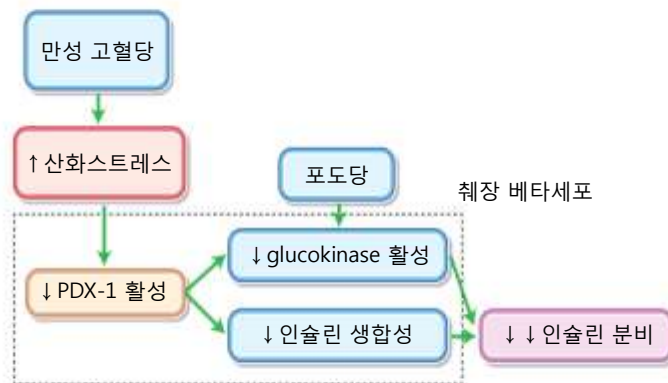 만성 고혈당
↑산화스트레스
포도당
췌장 베타세포
↓glucokinase 활성
↓PDX-1 활성
↓인슐린 생합성
↓↓인슐린 분비